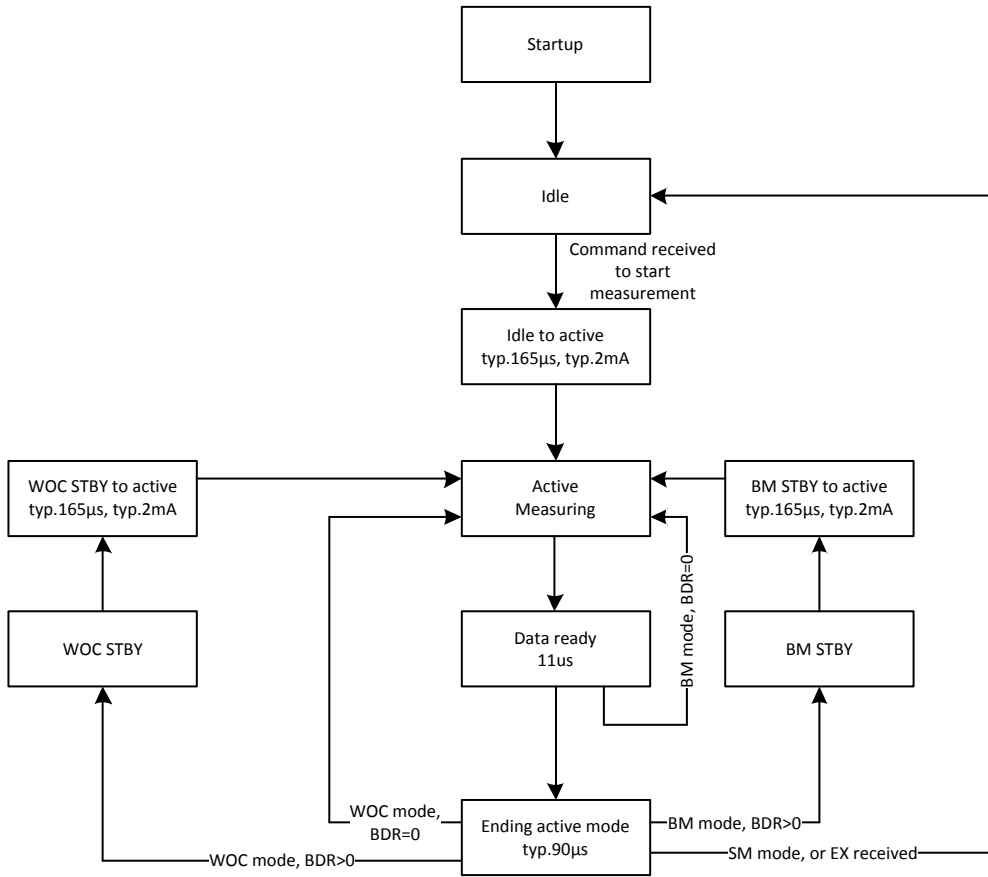 Startup
Idle
Command received
to start
measurement
Idle to active
typ.165µs, typ.2mA
WOC STBY to active
typ.165µs, typ.2mA
Active
Measuring
BM STBY to active
typ.165µs, typ.2mA
BM mode, BDR=0
WOC STBY
Data ready
11us
BM STBY
WOC mode,
BDR=0
Ending active mode
typ.90µs
BM mode, BDR>0
WOC mode, BDR>0
SM mode, or EX received